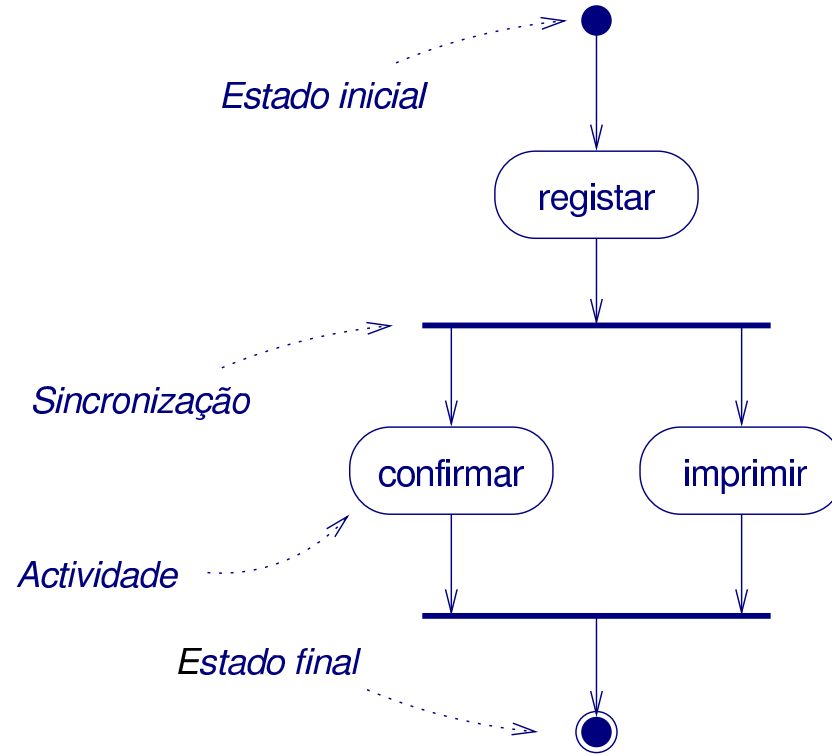 Estado inicial
registar
Sincronização
confirmar
imprimir
Actividade
Estado final